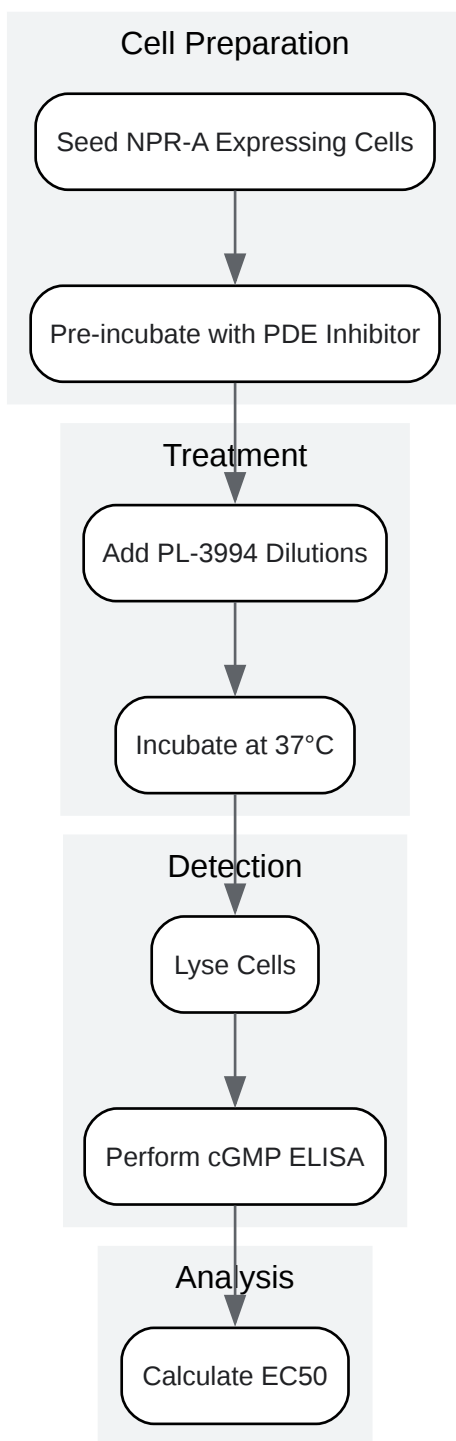 Cell Preparation
Seed NPR-A Expressing Cells
Pre-incubate with PDE Inhibitor
Treatment
Add PL-3994 Dilutions
Incubate at 37°C
Detection
Lyse Cells
Perform cGMP ELISA
Analysis
Calculate EC50